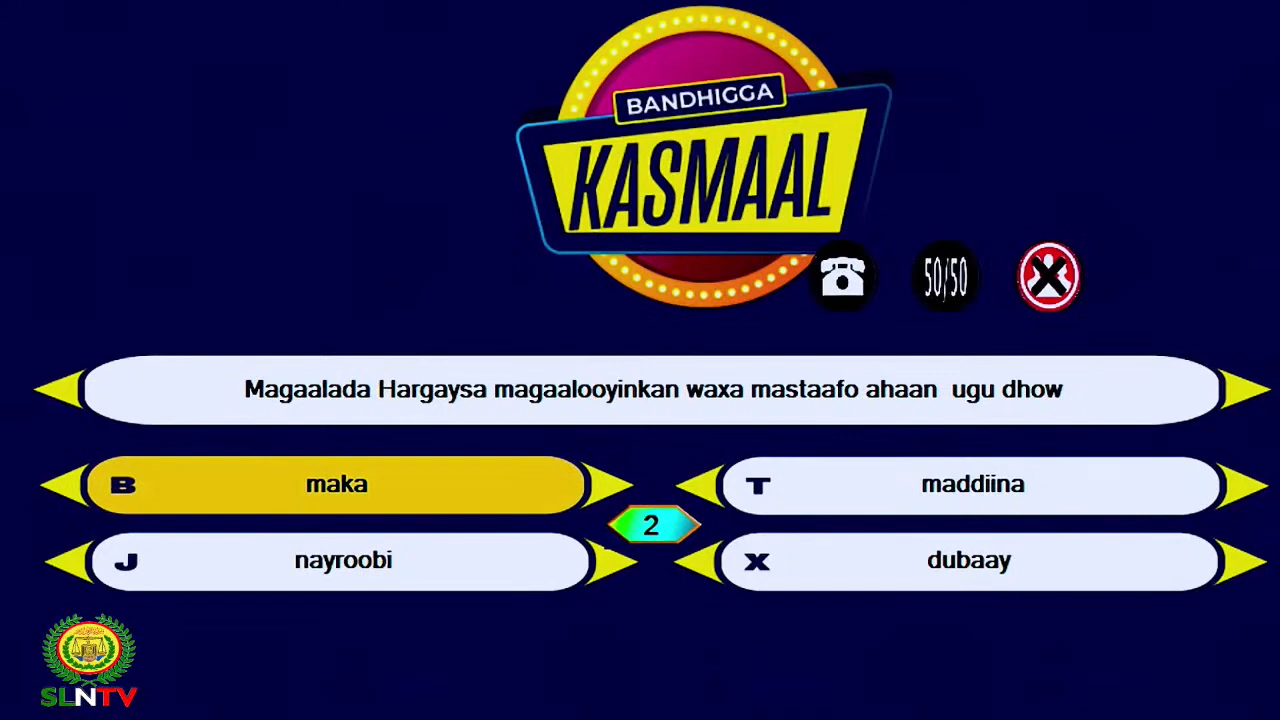 BANDHIGGA
KASMAAL
50/50
Magaalada Hargaysa magaalooyinkan waxa mastaafo ahaan ugu dhow
B maka
T maddiina
2
J nayroobi
X dubaay
SLNTV